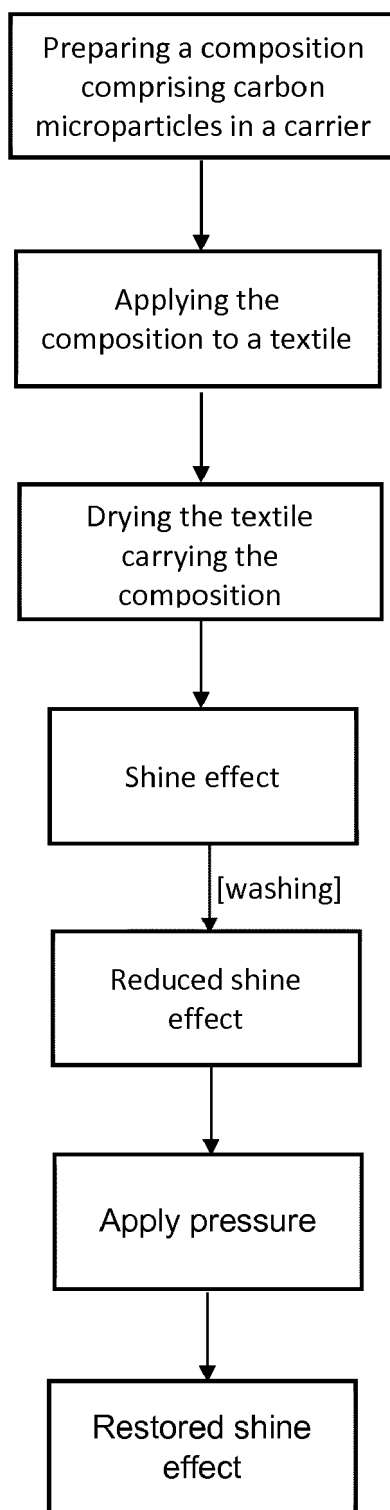 Preparing a composition
comprising carbon
microparticles in a carrier
Applying the
composition to a textile
Drying the textile
carrying the
composition
Shine effect
[washing]
Reduced shine
effect
Apply pressure
Restored shine
effect